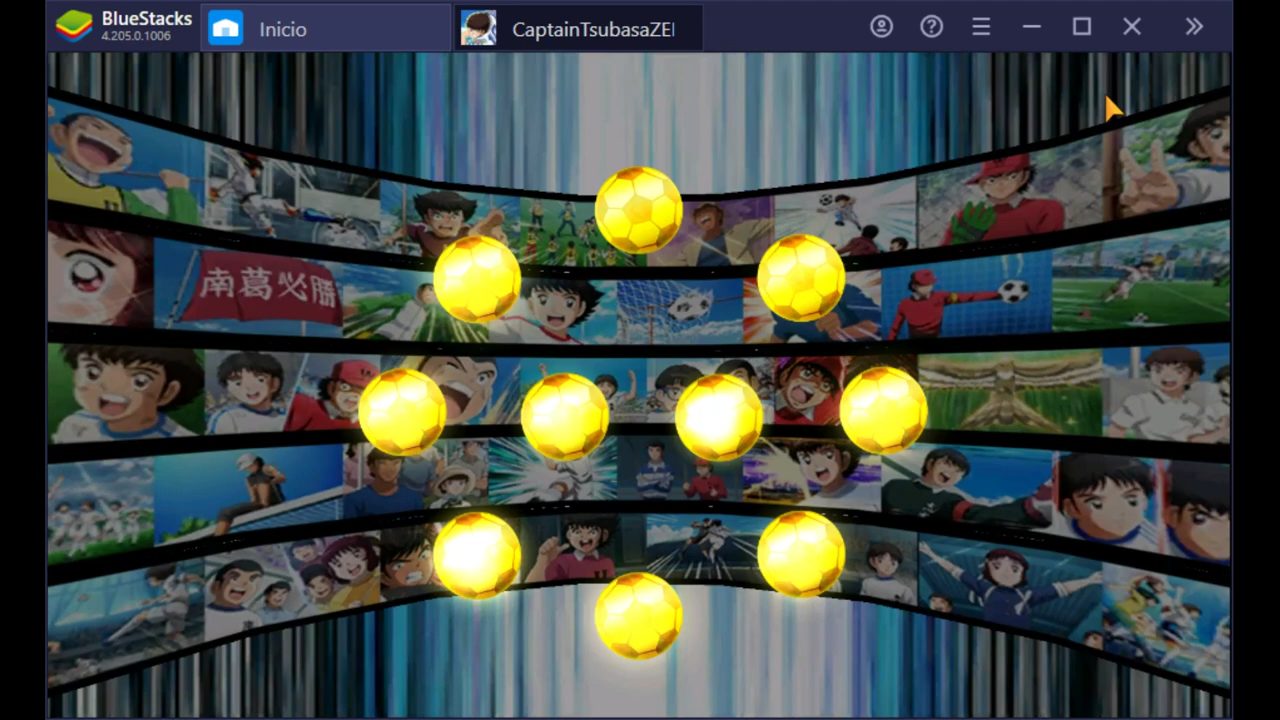 BlueStacks
4.205.0.1006
Inicio
CaptainTsubasaZE
南葛必勝